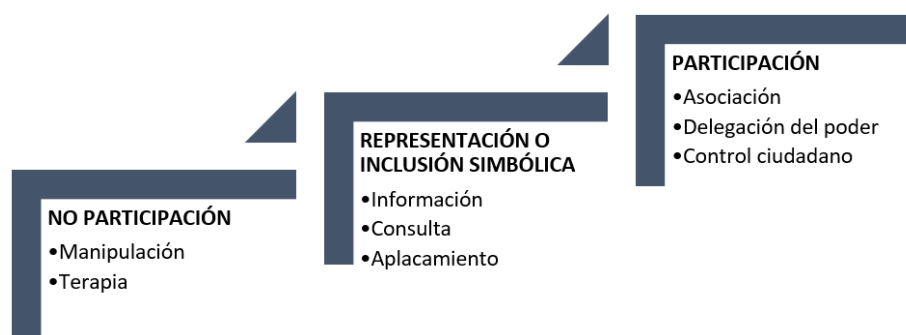 NO PARTICIPACIÓN
•Manipulación
•Terapia
REPRESENTACIÓN O
INCLUSIÓN SIMBÓLICA
•Información
•Consulta
•Aplacamiento
PARTICIPACIÓN
•Asociación
•Delegación del poder
•Control ciudadano